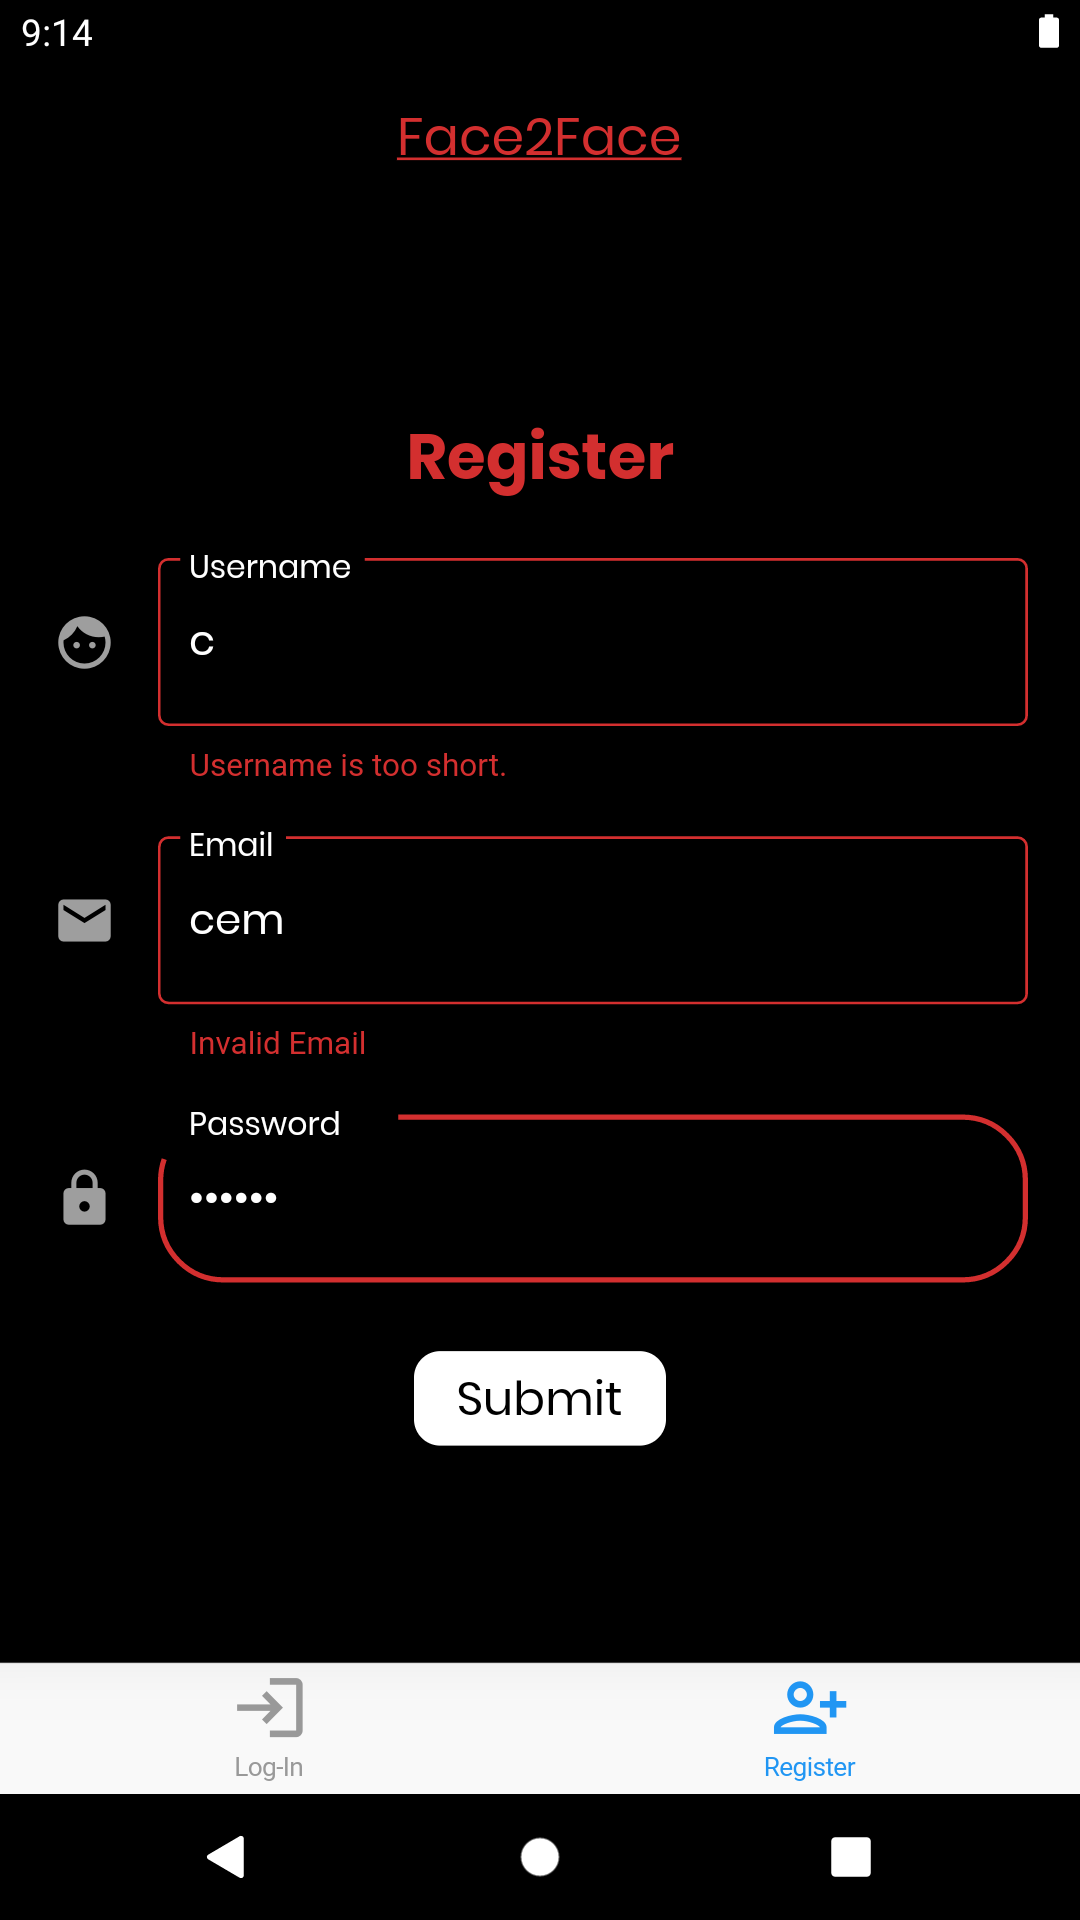 9:14
Face2Face
Register
Username
c
Username is too short.
Email
cem
Invalid Email
Password
••••••
Submit
Log-In
Register